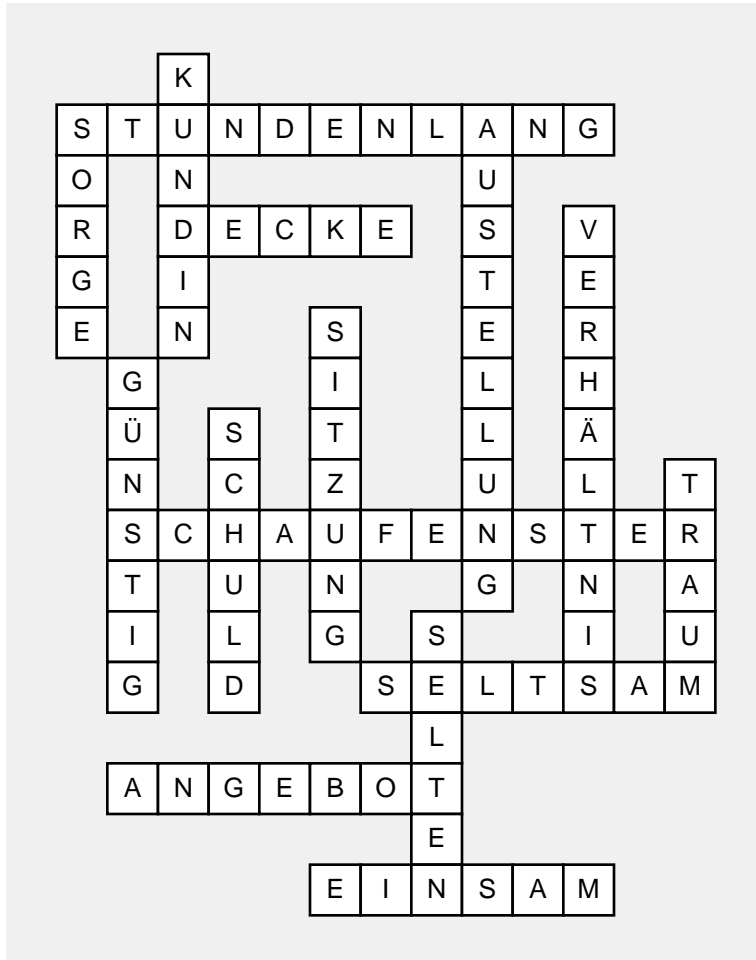 K
STUNDENLANG
O N U
R DECKE S V
G I T E
E N S E R
G I L H
Ü S T L Ä
N C Z U L T
SCHAUFENSTER
T U N G N A
I L G S I U
G D SELTSAM
L
ANGEBOT
E
EINSAM